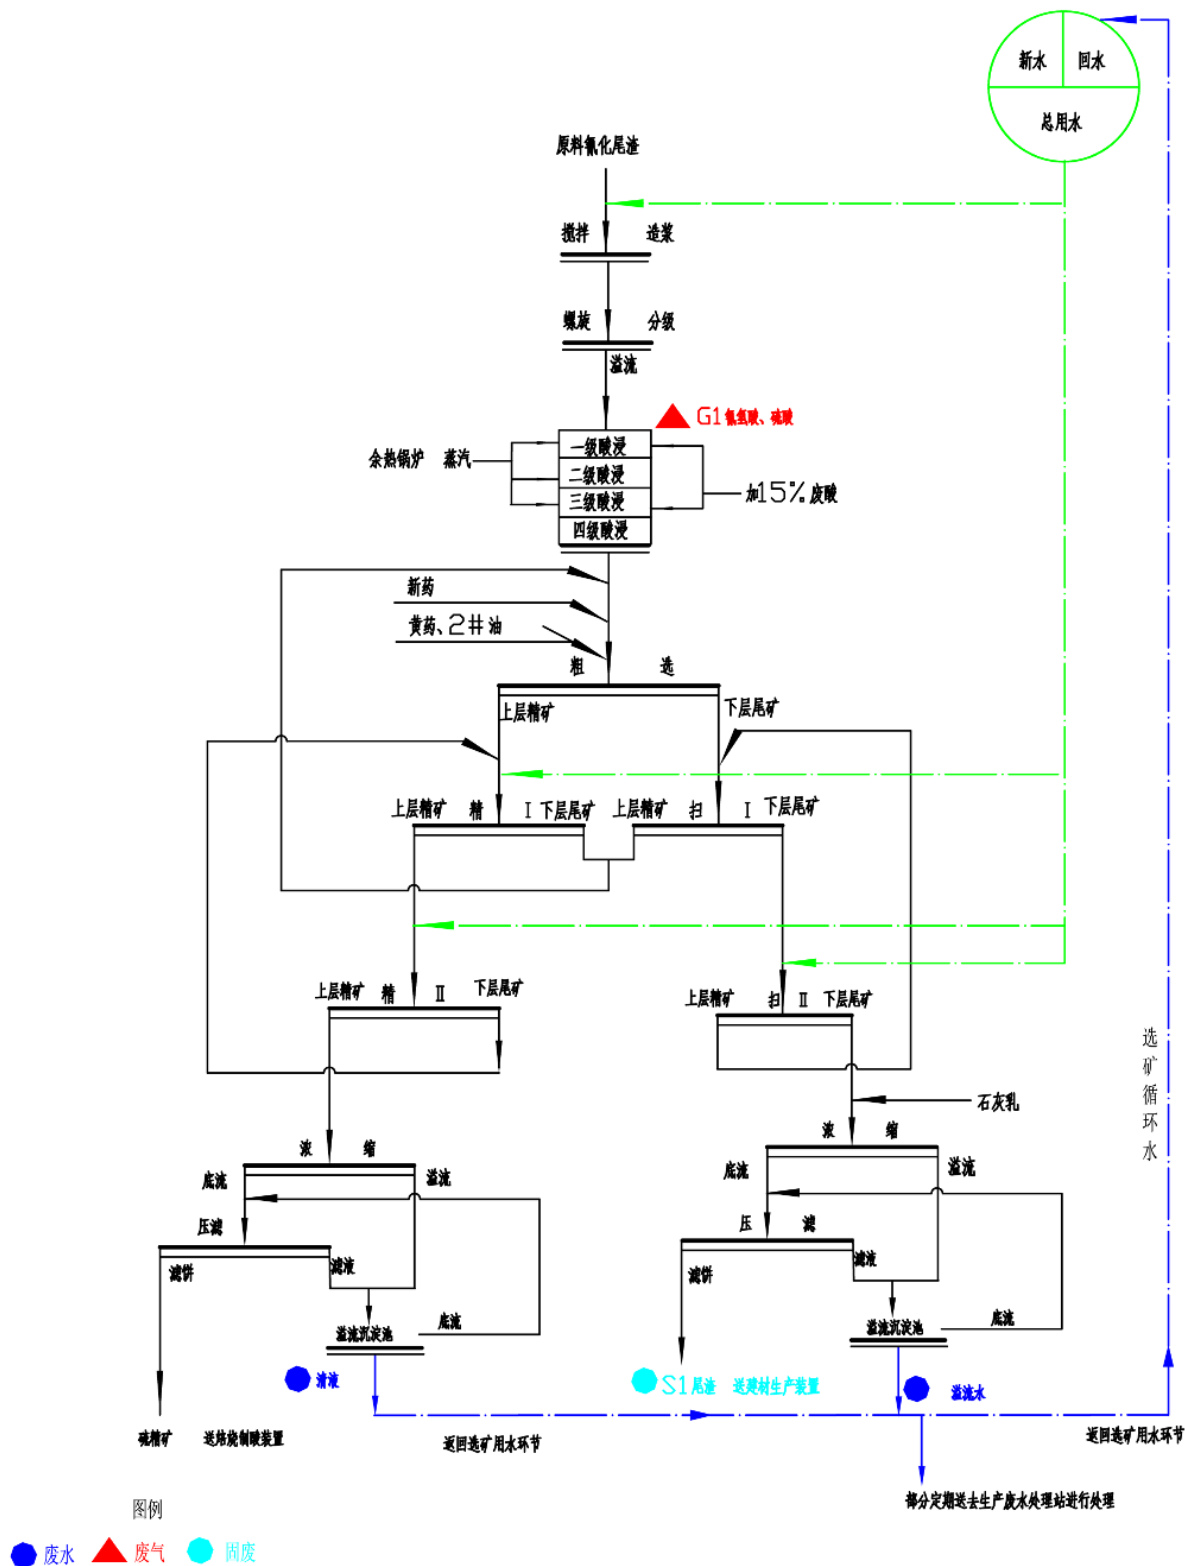 新水 回水
总用水
原料氰化尾渣
搅拌 造浆
螺旋 分级
溢流
G1氰氢酸、硫酸
一级酸浸
余热锅炉 蒸汽
二级酸浸
加15%废酸
三级酸浸
四级酸浸
新药
黄药、2#油
粗 选
上层精矿 下层尾矿
上层精矿 精 Ⅰ 下层尾矿 上层精矿 扫 Ⅰ 下层尾矿
上层精矿 精 Ⅱ 下层尾矿 上层精矿 扫 Ⅱ 下层尾矿
选矿循环水
石灰乳
浓 缩 浓 缩
底流 溢流 底流 溢流
压滤 压 滤
滤饼 滤液 滤饼 滤液
溢流沉淀池 底流 溢流沉淀池 底流
清液 S1尾渣 送建材生产装置 溢流水
硫精矿 送焙烧制酸装置 返回选矿用水环节 返回选矿用水环节
部分定期送去生产废水处理站进行处理
图例
废水 废气 固废